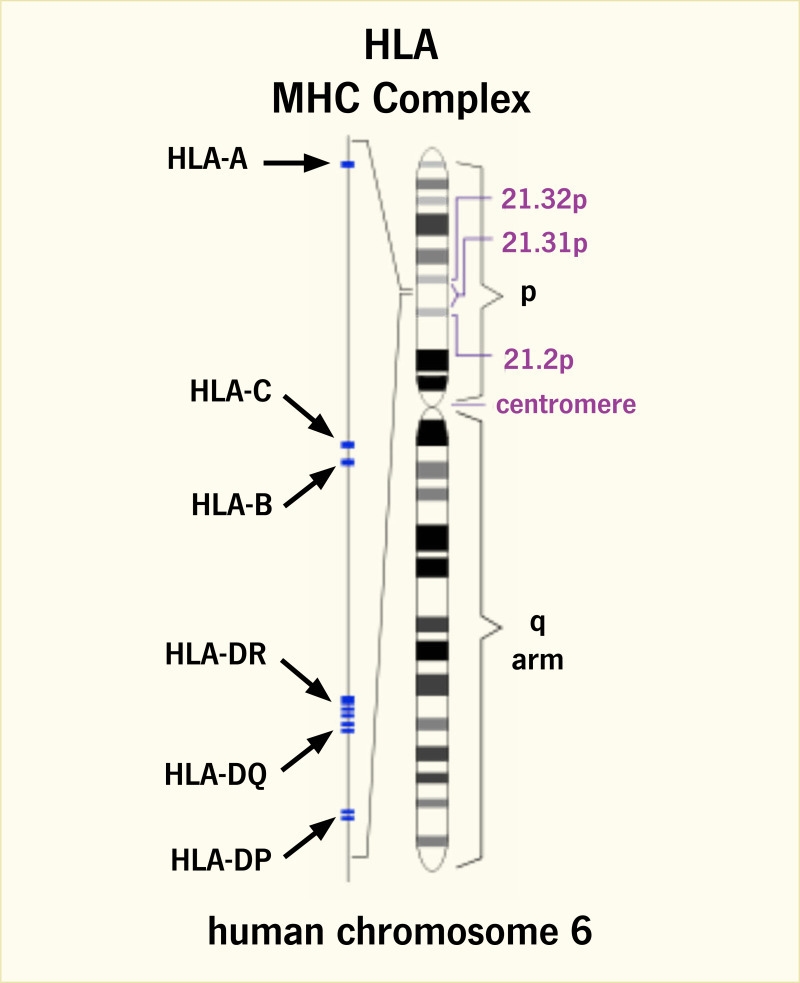 HLA
MHC Complex
HLA-A
21.32p
21.31p
p
21.2p
HLA-C
centromere
HLA-B
q
arm
HLA-DR
HLA-DQ
HLA-DP
human chromosome 6